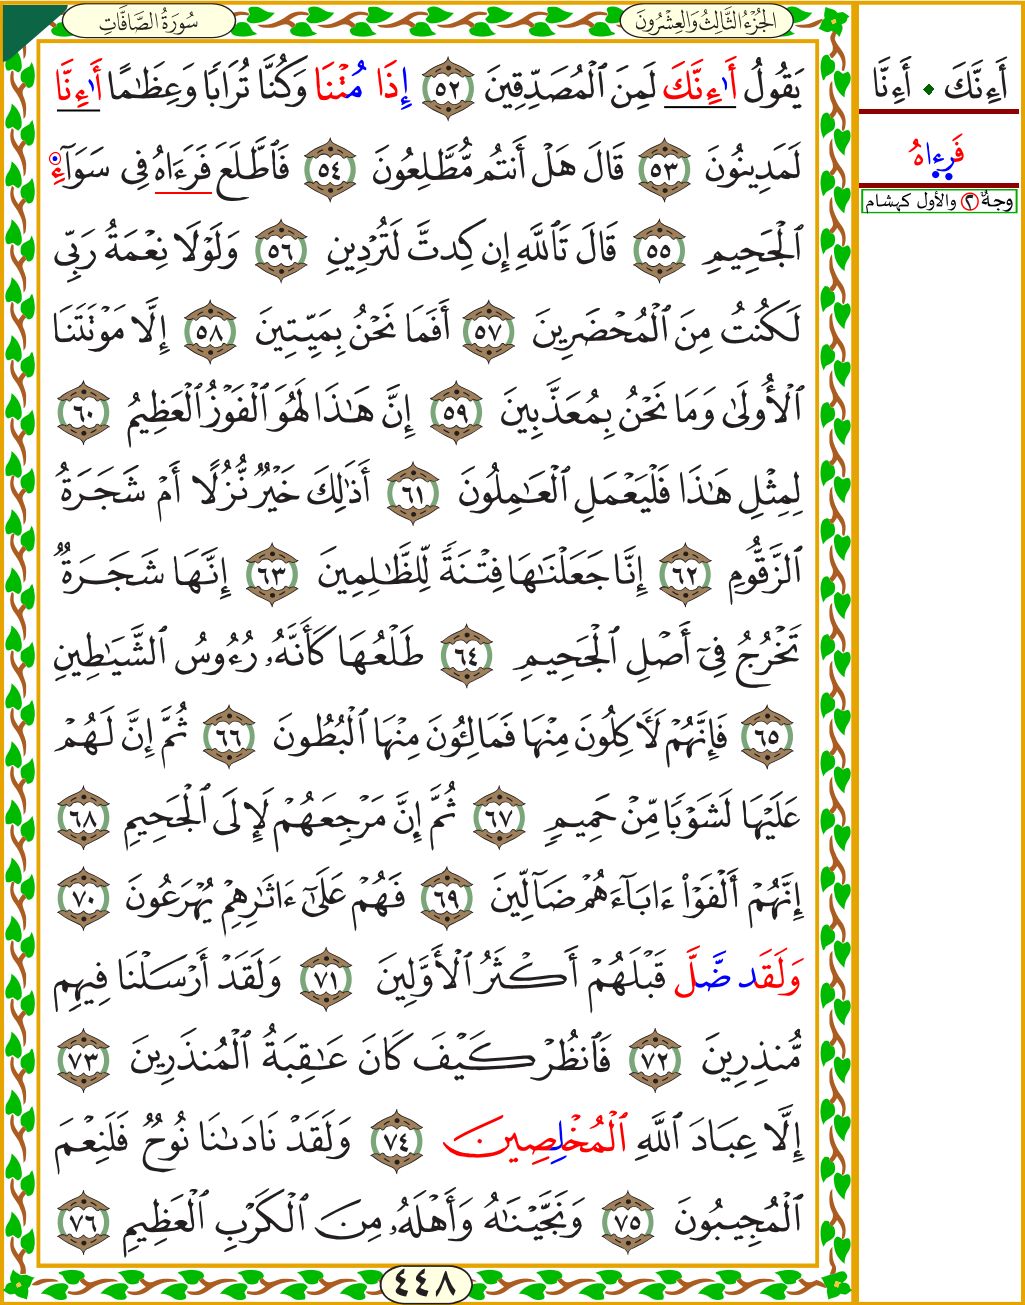 سُورَةُ الصَّافَّاتِ
الجُزءُ الثَّالِثُ وَالعِشْرُونَ
يَقُولُ أَا۟ءِنَّكَ لَمِنَ ٱلْمُصَدِّقِينَ ٥٢ إِذَا مُتْنَا وَكُنَّا تُرَابًا وَعِظَٰمًا أَا۟ءِنَّا
لَمَدِينُونَ ٥٣ قَالَ هَلْ أَنتُم مُّطَّلِعُونَ ٥٤ فَٱطَّلَعَ فَرَءَاهُ فِي سَوَآءِ
ٱلْجَحِيمِ ٥٥ قَالَ تَٱللَّهِ إِن كِدتَّ لَتُرْدِينِ ٥٦ وَلَوْلَا نِعْمَةُ رَبِّي
لَكُنتُ مِنَ ٱلْمُحْضَرِينَ ٥٧ أَفَمَا نَحْنُ بِمَيِّتِينَ ٥٨ إِلَّا مَوْتَتَنَا
ٱلْأُولَىٰ وَمَا نَحْنُ بِمُعَذَّبِينَ ٥٩ إِنَّ هَٰذَا لَهُوَ ٱلْفَوْزُ ٱلْعَظِيمُ ٦٠
لِمِثْلِ هَٰذَا فَلْيَعْمَلِ ٱلْعَٰمِلُونَ ٦١ أَذَٰلِكَ خَيْرٌ نُّزُلًا أَمْ شَجَرَةُ
ٱلزَّقُّومِ ٦٢ إِنَّا جَعَلْنَٰهَا فِتْنَةً لِّلظَّٰلِمِينَ ٦٣ إِنَّهَا شَجَرَةٌ
تَخْرُجُ فِيٓ أَصْلِ ٱلْجَحِيمِ ٦٤ طَلْعُهَا كَأَنَّهُۥ رُءُوسُ ٱلشَّيَٰطِينِ
٦٥ فَإِنَّهُمْ لَأٓكِلُونَ مِنْهَا فَمَالِـُٔونَ مِنْهَا ٱلْبُطُونَ ٦٦ ثُمَّ إِنَّ لَهُمْ
عَلَيْهَا لَشَوْبًا مِّنْ حَمِيمٍ ٦٧ ثُمَّ إِنَّ مَرْجِعَهُمْ لَإِلَى ٱلْجَحِيمِ ٦٨
إِنَّهُمْ أَلْفَوْا۟ ءَابَآءَهُمْ ضَآلِّينَ ٦٩ فَهُمْ عَلَىٰٓ ءَاثَٰرِهِمْ يُهْرَعُونَ ٧٠
وَلَقَد ضَّلَّ قَبْلَهُمْ أَكْثَرُ ٱلْأَوَّلِينَ ٧١ وَلَقَدْ أَرْسَلْنَا فِيهِم
مُّنذِرِينَ ٧٢ فَٱنظُرْ كَيْفَ كَانَ عَٰقِبَةُ ٱلْمُنذَرِينَ ٧٣
إِلَّا عِبَادَ ٱللَّهِ ٱلْمُخْلِصِينَ ٧٤ وَلَقَدْ نَادَىٰنَا نُوحٌ فَلَنِعْمَ
ٱلْمُجِيبُونَ ٧٥ وَنَجَّيْنَٰهُ وَأَهْلَهُۥ مِنَ ٱلْكَرْبِ ٱلْعَظِيمِ ٧٦
٤٤٨
أَءِنَّكَ ◆ أَءِنَّا
فَرِءاهُ
وجهٌ ٢ والأول كهشام